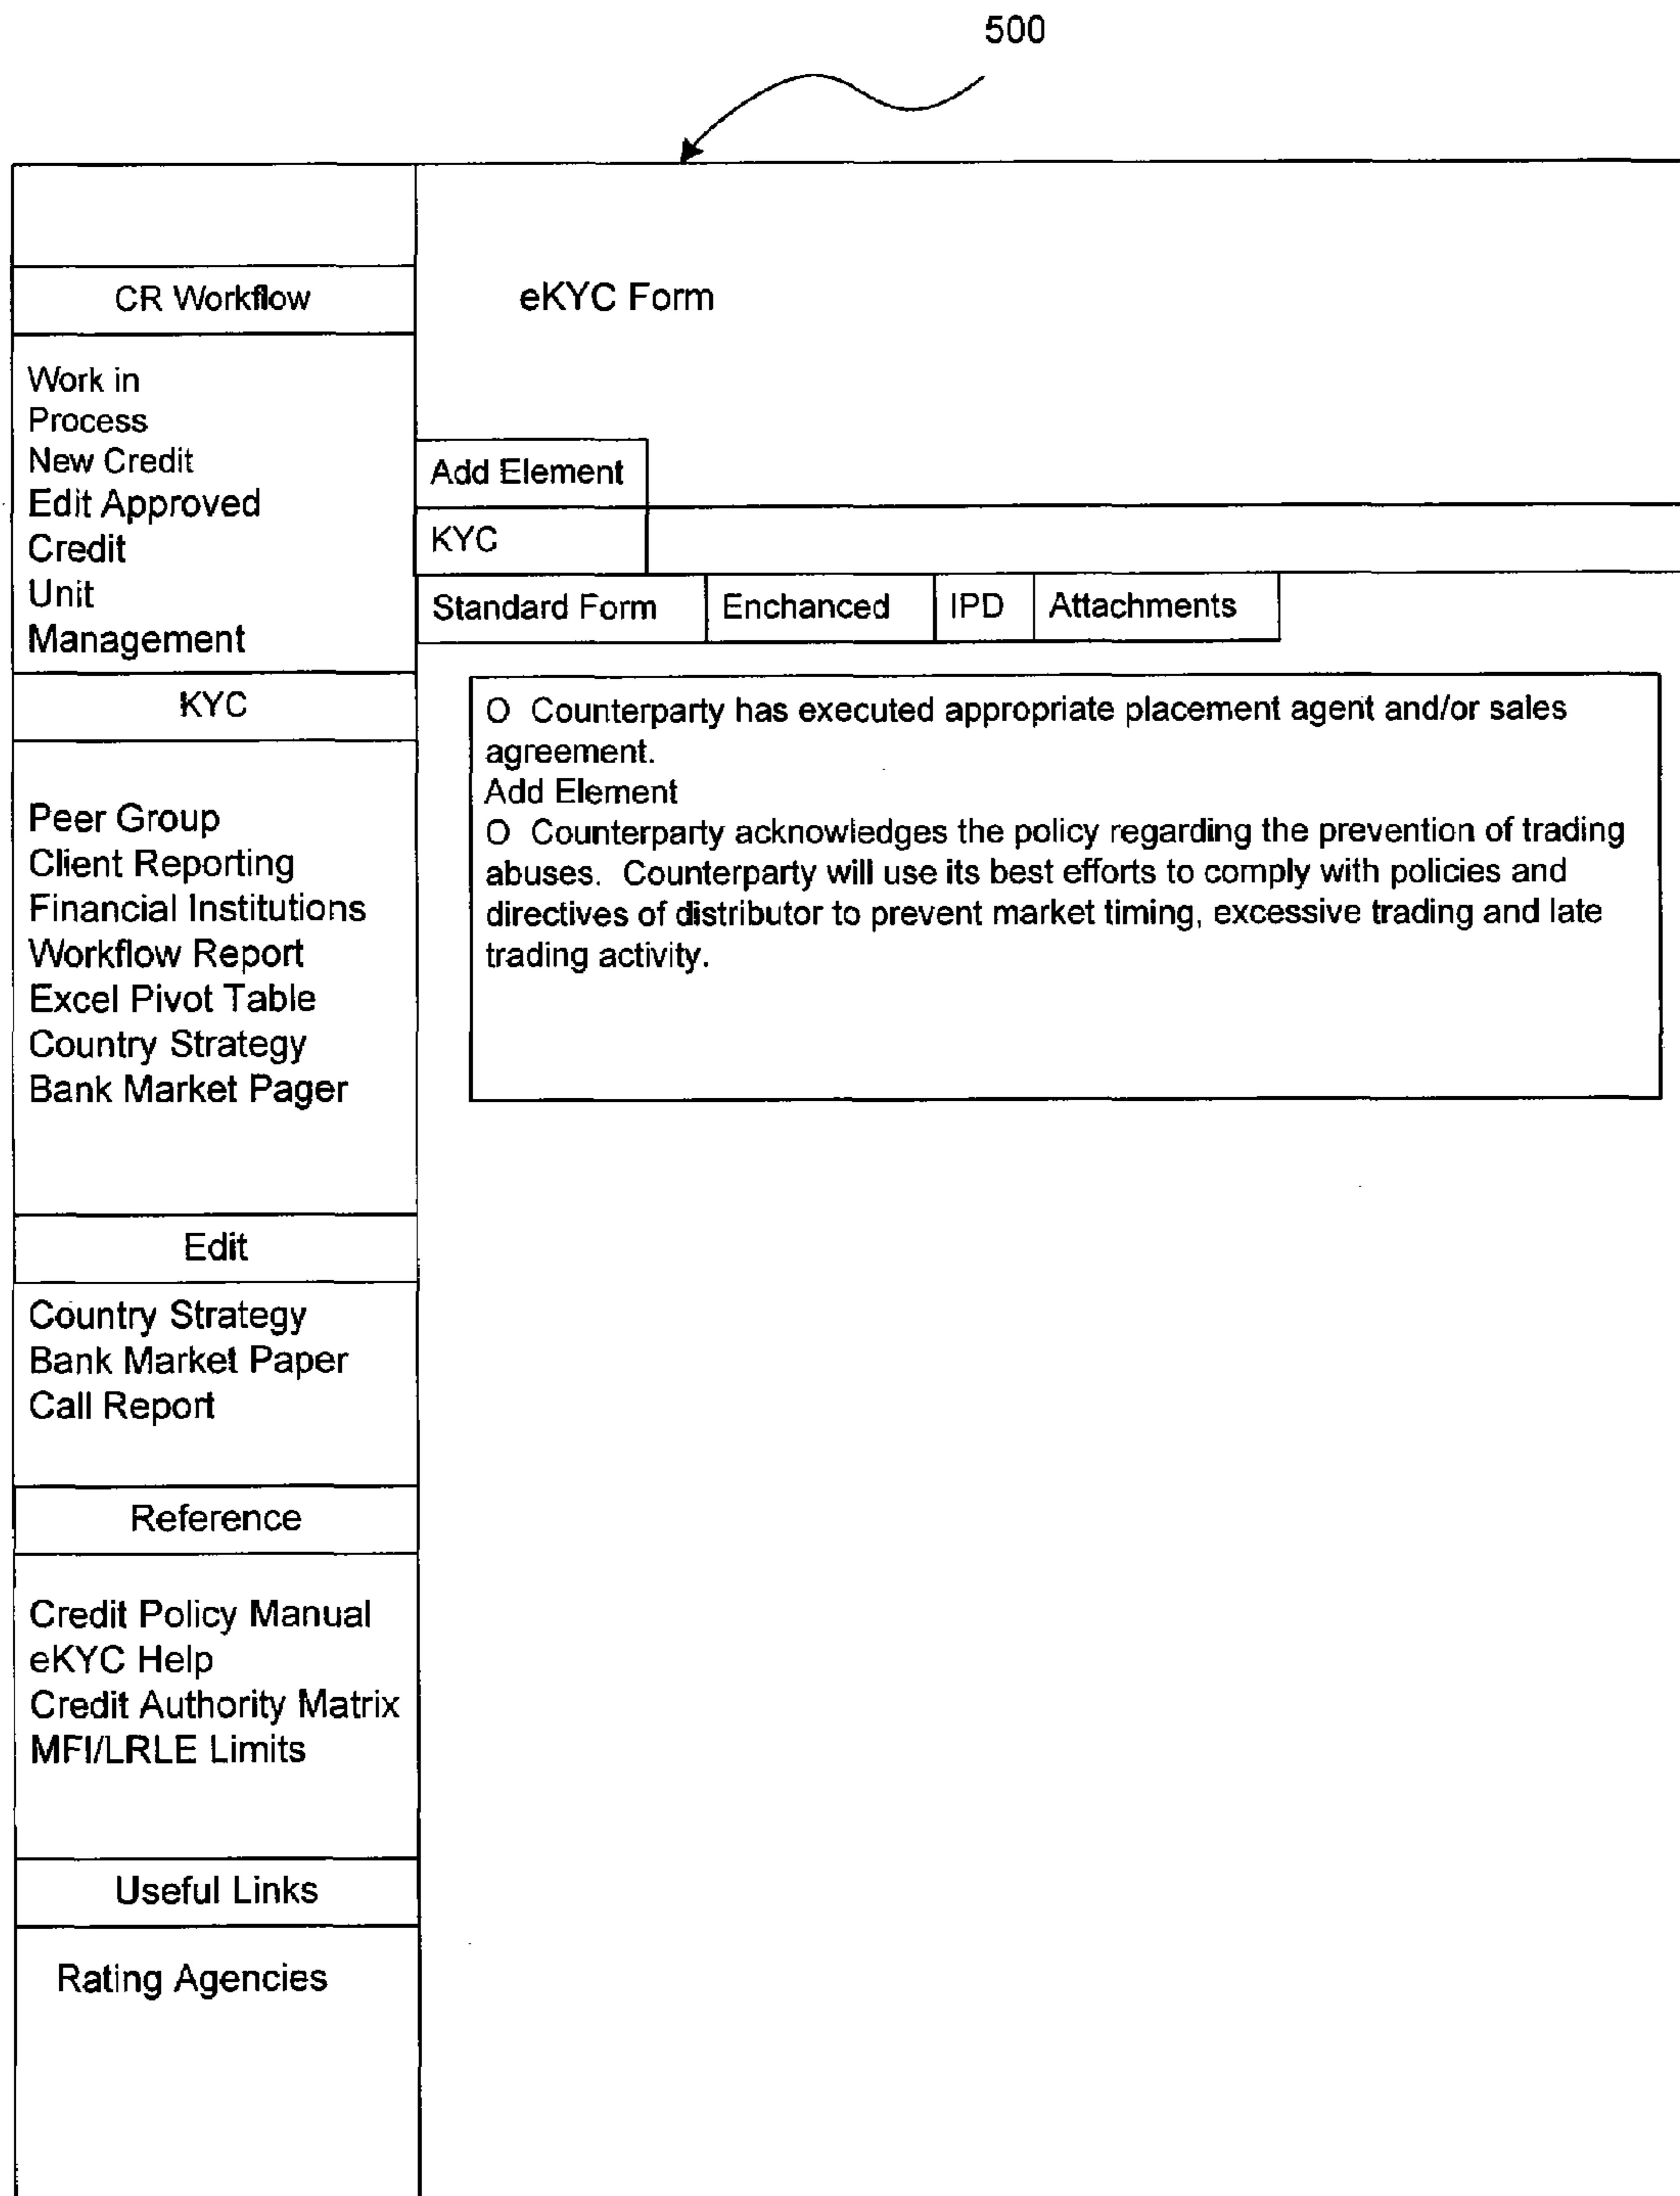 500
CR Workflow
Work in
Process
New Credit
Edit Approved
Credit
Unit
Management
KYC
Peer Group
Client Reporting
Financial Institutions
Workflow Report
Excel Pivot Table
Country Strategy
Bank Market Pager
Edit
Country Strategy
Bank Market Paper
Call Report
Reference
Credit Policy Manual
eKYC Help
Credit Authority Matrix
MFI/LRLE Limits
Useful Links
Rating Agencies
eKYC Form
Add Element
KYC
Standard Form Enchanced IPD Attachments
O Counterparty has executed appropriate placement agent and/or sales
agreement.
Add Element
O Counterparty acknowledges the policy regarding the prevention of trading
abuses. Counterparty will use its best efforts to comply with policies and
directives of distributor to prevent market timing, excessive trading and late
trading activity.